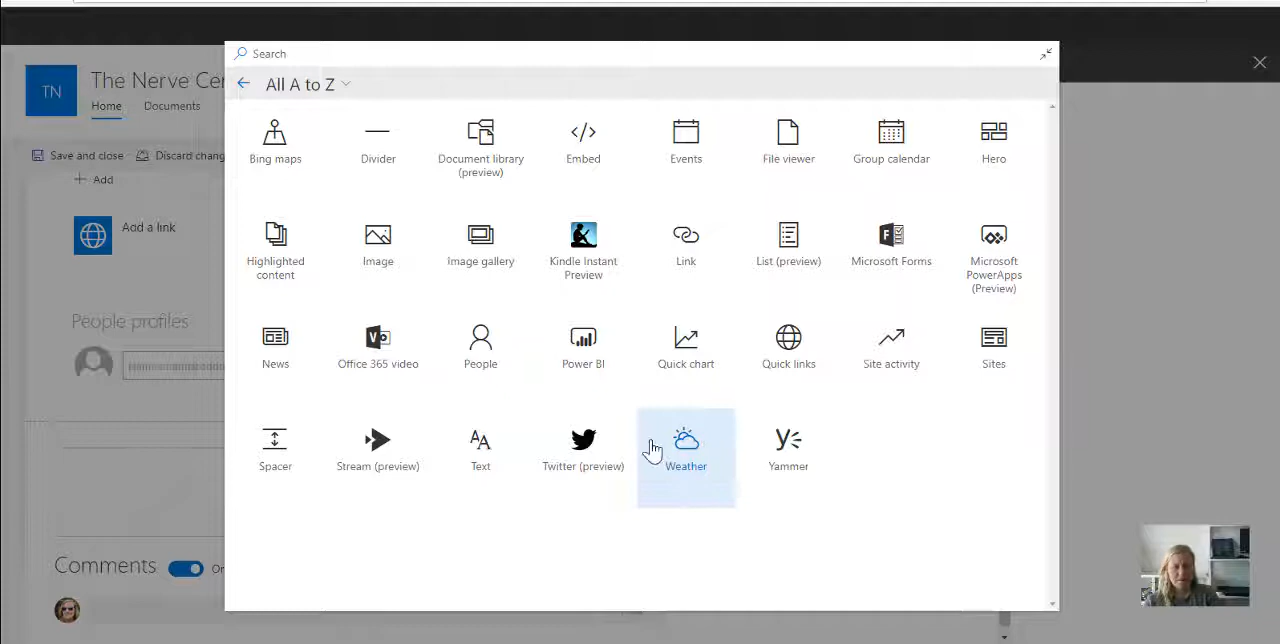 Search
All A to Z
TN
The Nerve Cen
Home Documents
Save and close Discard chang
Add
Add a link
People profiles
Comments
On
Bing maps
Divider
Document library
(preview)
Embed
Events
File viewer
Group calendar
Hero
Highlighted
content
Image
Image gallery
Kindle Instant
Preview
Link
List (preview)
Microsoft Forms
Microsoft
PowerApps
(Preview)
News
Office 365 video
People
Power BI
Quick chart
Quick links
Site activity
Sites
Spacer
Stream (preview)
Text
Twitter (preview)
Weather
Yammer